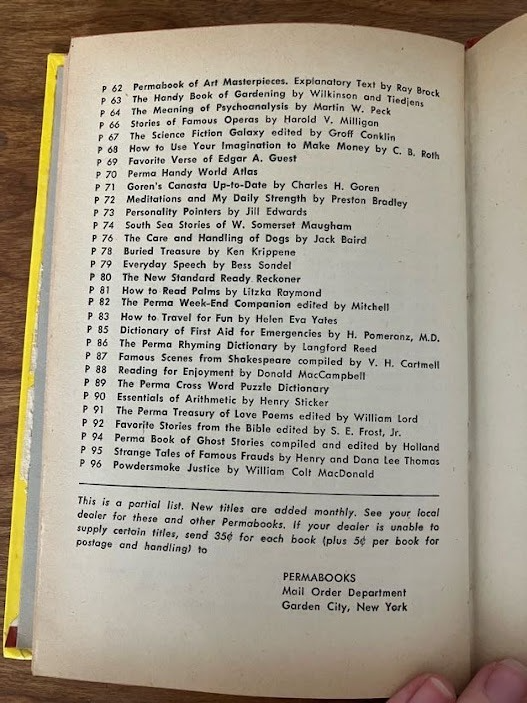 P 62 Permabook of Art Masterpieces. Explanatory Text by Ray Brock
P 63 The Handy Book of Gardening by Wilkinson and Tiedjens
P 64 The Meaning of Psychoanalysis by Martin W. Peck
P 66 Stories of Famous Operas by Harold V. Milligan
P 67 The Science Fiction Galaxy edited by Groff Conklin
P 68 How to Use Your Imagination to Make Money by C. B. Roth
P 69 Favorite Verse of Edgar A. Guest
P 70 Perma Handy World Atlas
P 71 Goren's Canasta Up-to-Date by Charles H. Goren
P 72 Meditations and My Daily Strength by Preston Bradley
P 73 Personality Pointers by Jill Edwards
P 74 South Sea Stories of W. Somerset Maugham
P 76 The Care and Handling of Dogs by Jack Baird
P 78 Buried Treasure by Ken Krippene
P 79 Everyday Speech by Bess Sondel
P 80 The New Standard Ready Reckoner
P 81 How to Read Palms by Litzka Raymond
P 82 The Perma Week-End Companion edited by Mitchell
P 83 How to Travel for Fun by Helen Eva Yates
P 85 Dictionary of First Aid for Emergencies by H. Pomeranz, M.D.
P 86 The Perma Rhyming Dictionary by Langford Reed
P 87 Famous Scenes from Shakespeare compiled by V. H. Cartmell
P 88 Reading for Enjoyment by Donald MacCampbell
P 89 The Perma Cross Word Puzzle Dictionary
P 90 Essentials of Arithmetic by Henry Sticker
P 91 The Perma Treasury of Love Poems edited by William Lord
P 92 Favorite Stories from the Bible edited by S. E. Frost, Jr.
P 94 Perma Book of Ghost Stories compiled and edited by Holland
P 95 Strange Tales of Famous Frauds by Henry and Dana Lee Thomas
P 96 Powdersmoke Justice by William Colt MacDonald
This is a partial list. New titles are added monthly. See your local
dealer for these and other Permabooks. If your dealer is unable to
supply certain titles, send 35¢ for each book (plus 5¢ per book for
postage and handling) to
PERMABOOKS
Mail Order Department
Garden City, New York